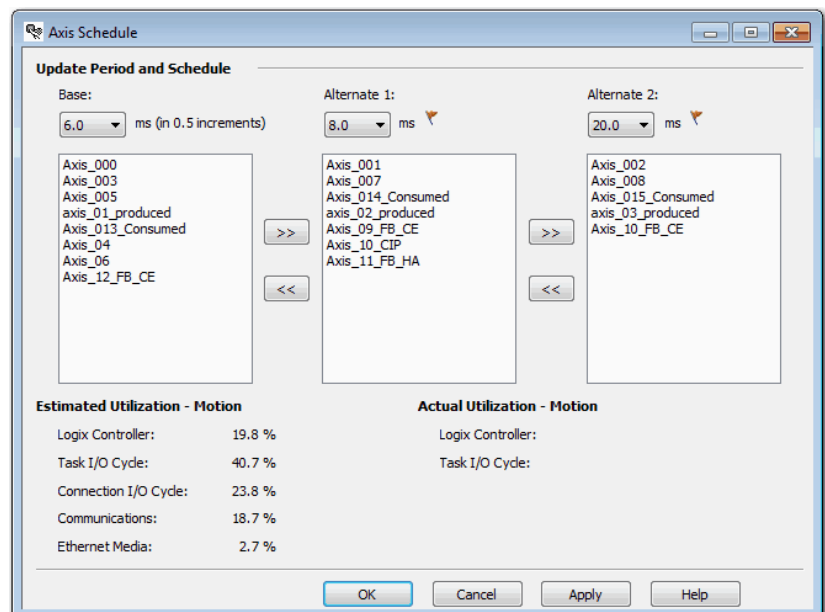 Axis Schedule
Update Period and Schedule
Base:
6.0 ms (in 0.5 increments)
Alternate 1:
8.0 ms
Alternate 2:
20.0 ms
Axis_000
Axis_003
Axis_005
axis_01_produced
Axis_013_Consumed
Axis_04
Axis_06
Axis_12_FB_CE
>>
<<
Axis_001
Axis_007
Axis_014_Consumed
axis_02_produced
Axis_09_FB_CE
Axis_10_CIP
Axis_11_FB_HA
>>
<<
Axis_002
Axis_008
Axis_015_Consumed
axis_03_produced
Axis_10_FB_CE
Estimated Utilization - Motion
Logix Controller: 19.8 %
Task I/O Cycle: 40.7 %
Connection I/O Cycle: 23.8 %
Communications: 18.7 %
Ethernet Media: 2.7 %
Actual Utilization - Motion
Logix Controller:
Task I/O Cycle:
OK Cancel Apply Help